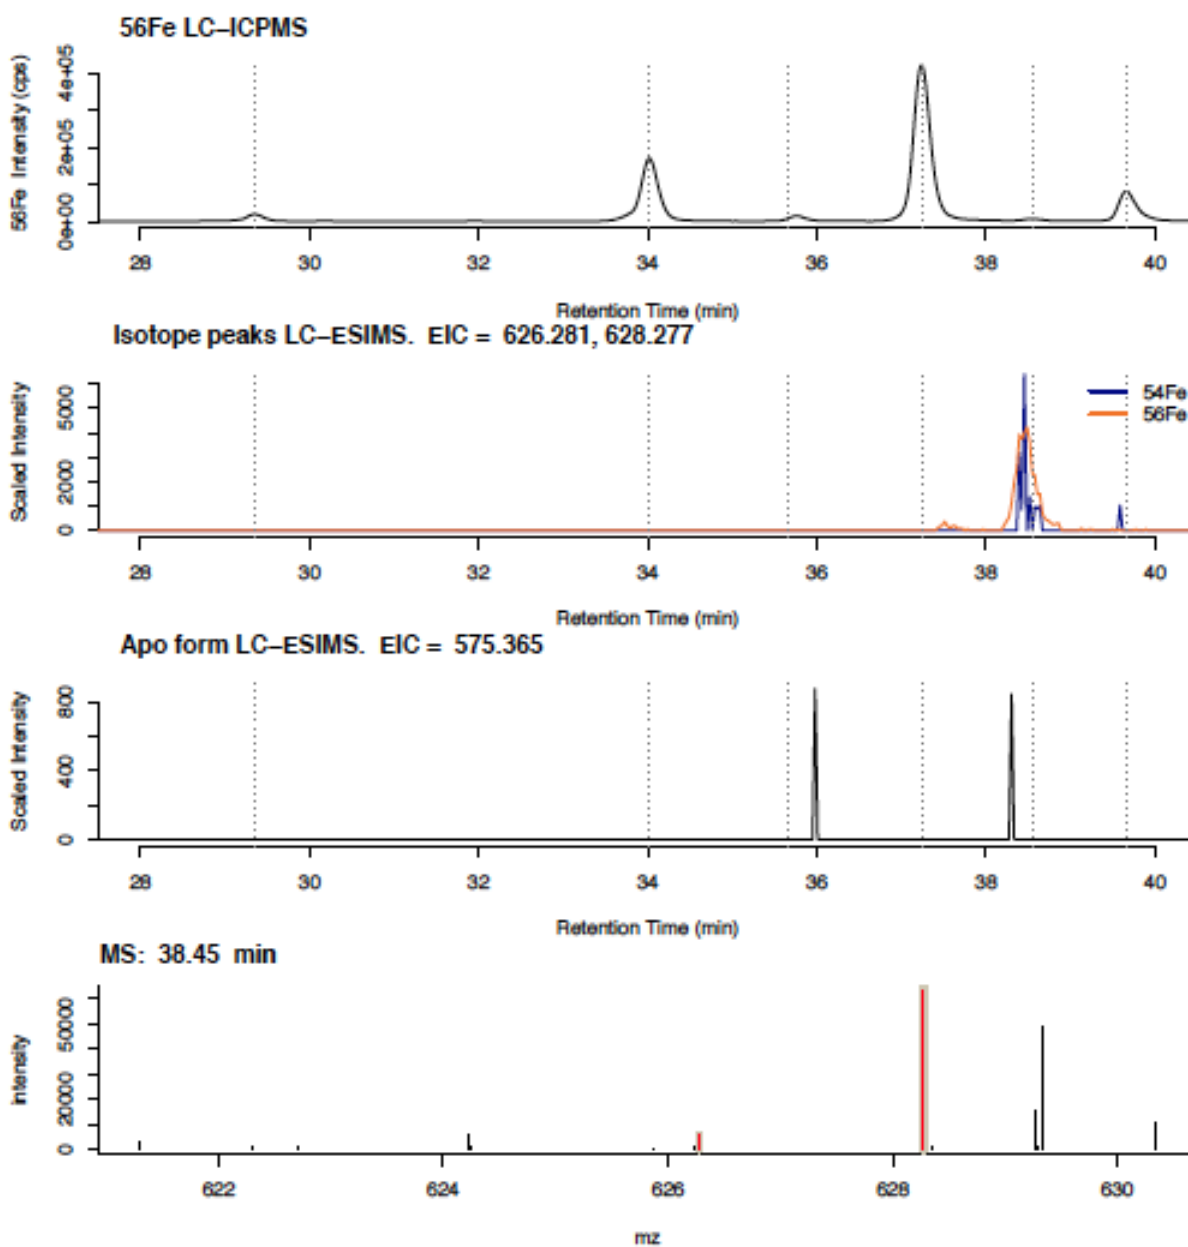 56Fe LC–ICPMS
56Fe Intensity (cps)
0e+00 2e+05 4e+05
28 30 32 34 36 38 40
Retention Time (min)
Isotope peaks LC–ESIMS. EIC = 626.281, 628.277
Scaled Intensity
0 2000 5000
54Fe
56Fe
28 30 32 34 36 38 40
Retention Time (min)
Apo form LC–ESIMS. EIC = 575.365
Scaled Intensity
0 400 800
28 30 32 34 36 38 40
Retention Time (min)
MS: 38.45 min
Intensity
0 20000 50000
622 624 626 628 630
mz